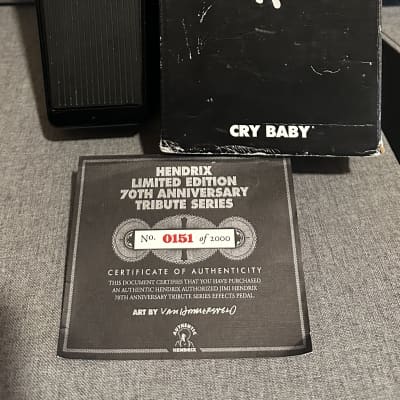 CRY BABY
HENDRIX
LIMITED EDITION
70TH ANNIVERSARY
TRIBUTE SERIES
No. 0151 of 2000
CERTIFICATE OF AUTHENTICITY
THIS DOCUMENT CERTIFIES THAT YOU HAVE PURCHASED
AN AUTHENTIC HENDRIX AUTHORIZED JIMI HENDRIX
70TH ANNIVERSARY TRIBUTE SERIES EFFECTS PEDAL.
ART BY
AUTHENTIC
HENDRIX